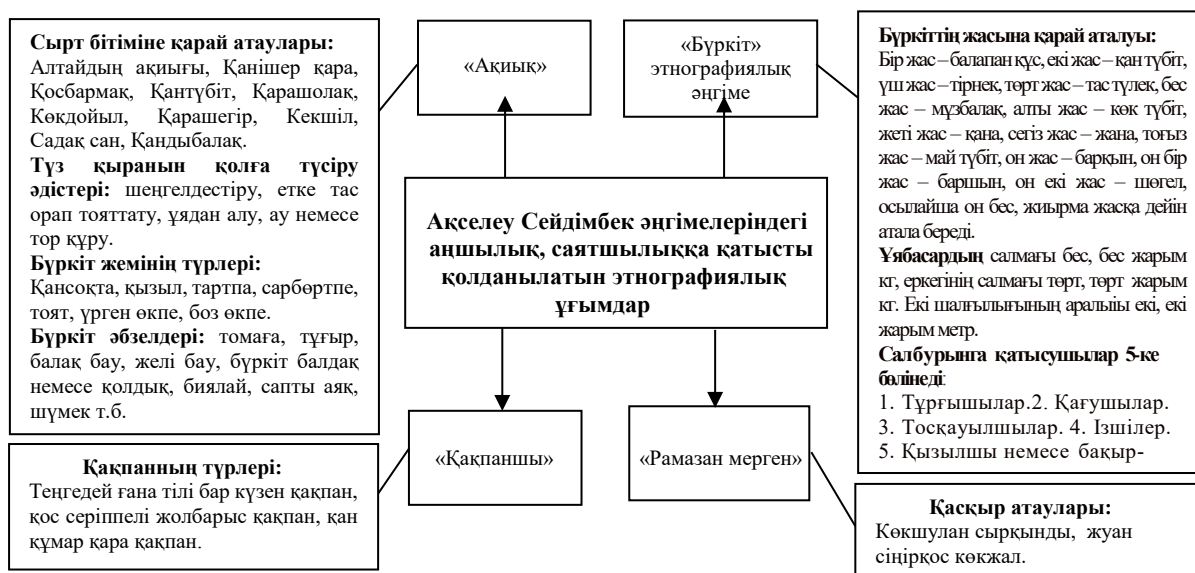 Сырт бітіміне қарай атаулары:
Алтайдың ақиығы, Қанішер қара,
Қосбармақ, Қантүбіт, Қарашолақ,
Көкдойыл, Қарашегір, Кекшіл,
Садақ сан, Қандыбалақ.
Түз қыранын қолға түсіру
әдістері: шеңгелдестіру, етке тас
орап тояттату, ұядан алу, ау немесе
тор құру.
Бүркіт жемінің түрлері:
Қансоқта, қызыл, тартпа, сарбөртпе,
тоят, үрген өкпе, боз өкпе.
Бүркіт әбзелдері: томаға, тұғыр,
балақ бау, желі бау, бүркіт балдақ
немесе қолдық, биялай, сапты аяқ,
шүмек т.б.
«Ақиық»
«Бүркіт»
этнографиялық
әңгіме
Бүркіттің жасына қарай аталуы:
Бір жас – балапан құс, екі жас – қан түбіт,
үш жас – тірнек, төрт жас – тас түлек, бес
жас – мұзбалақ, алты жас – көк түбіт,
жеті жас – қана, сегіз жас – жана, тоғыз
жас – май түбіт, он жас – барқын, он бір
жас – баршын, он екі жас – шөгел,
осылайша он бес, жиырма жасқа дейін
атала береді.
Ұябасардың салмағы бес, бес жарым
кг, еркегінің салмағы төрт, төрт жарым
кг. Екі шалғылығының аралыіы екі, екі
жарым метр.
Салбурынга қатысушылар 5-ке
бөлінеді:
1. Тұрғышылар.2. Қағушылар.
3. Тосқауылшылар. 4. Ізшілер.
5. Қызылшы немесе бақыр-
Ақселеу Сейдімбек әңгімелеріндегі
аңшылық, саятшылыққа қатысты
қолданылатын этнографиялық
ұғымдар
«Қақпаншы»
«Рамазан мерген»
Қақпанның түрлері:
Теңгедей ғана тілі бар күзен қақпан,
қос серіппелі жолбарыс қақпан, қан
құмар қара қақпан.
Қасқыр атаулары:
Көкшулан сырқынды, жуан
сіңірқос көкжал.